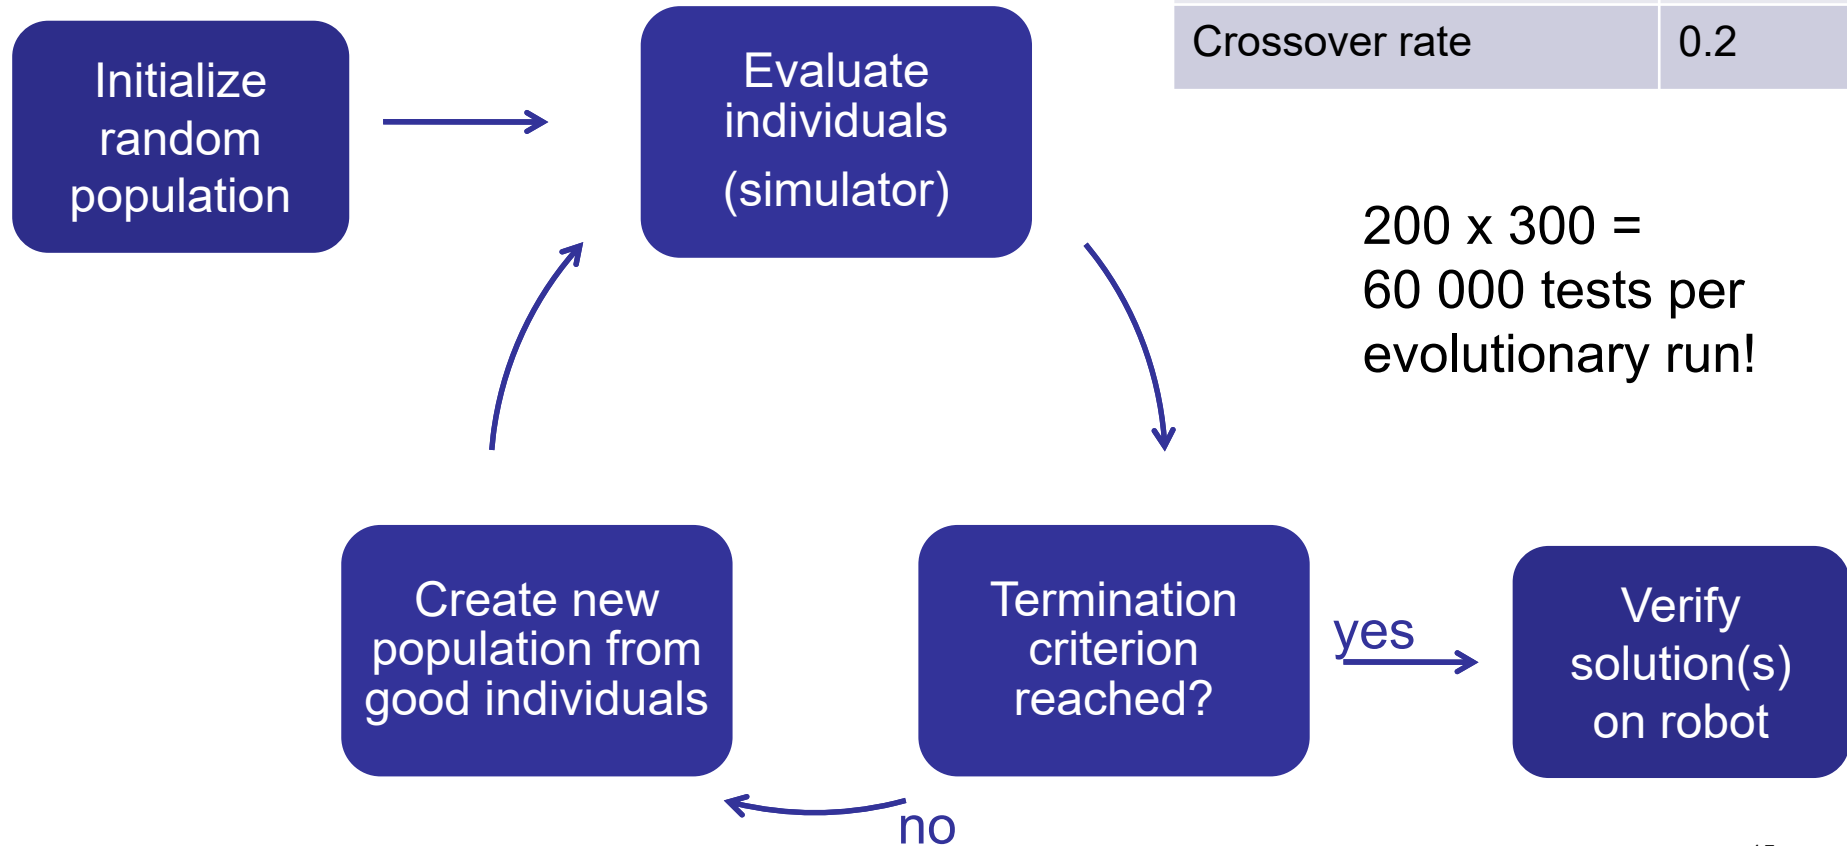 Initialize
random
population
Evaluate
individuals
(simulator)
Crossover rate 0.2
200 x 300 =
60 000 tests per
evolutionary run!
Create new
population from
good individuals
Termination
criterion
reached?
yes
Verify
solution(s)
on robot
no